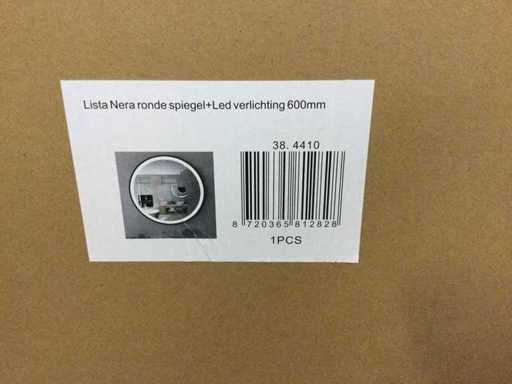 Lista Nera ronde spiegel+Led verlichting 600mm
38. 4410
8 720365 812828
1PCS